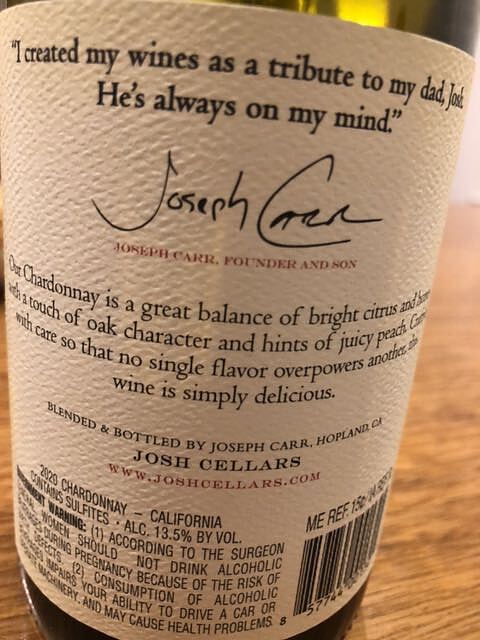 "I created my wines as a tribute to my dad, Josh.
He's always on my mind."
Joseph Carr
JOSEPH CARR, FOUNDER AND SON
Our Chardonnay is a great balance of bright citrus and
with a touch of oak character and hints of juicy peach.
with care so that no single flavor overpowers another, this
wine is simply delicious.
BLENDED & BOTTLED BY JOSEPH CARR, HOPLAND, CA
JOSH CELLARS
WWW.JOSHCELLARS.COM
2020 CHARDONNAY - CALIFORNIA
CONTAINS SULFITES · ALC. 13.5% BY VOL.
WARNING: (1) ACCORDING TO THE SURGEON
WOMEN SHOULD NOT DRINK ALCOHOLIC
DURING PREGNANCY BECAUSE OF THE RISK OF
DEFECTS. (2) CONSUMPTION OF ALCOHOLIC
IMPAIRS YOUR ABILITY TO DRIVE A CAR OR
MACHINERY, AND MAY CAUSE HEALTH PROBLEMS.
ME REF 15¢
8 57744